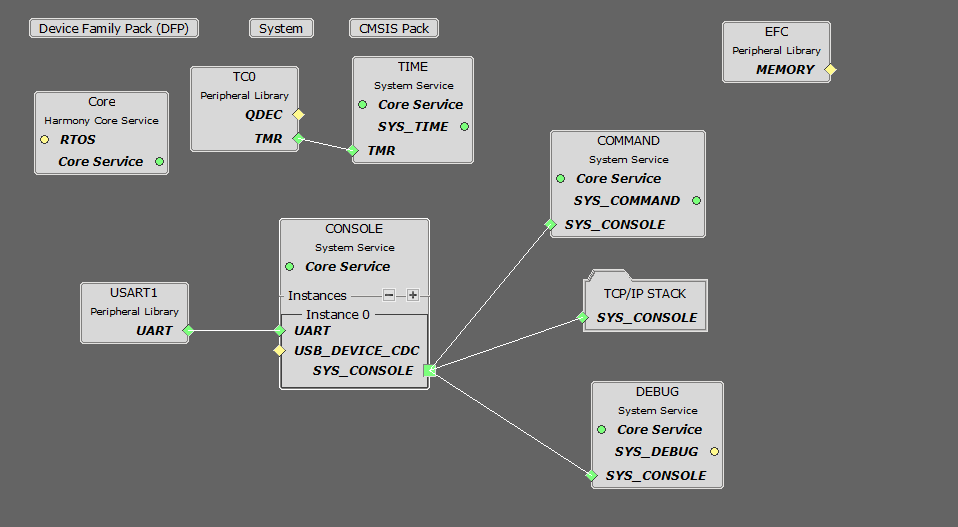 Device Family Pack (DFP)
System
CMSIS Pack
EFC
Peripheral Library
MEMORY
TC0
Peripheral Library
QDEC
TMR
TIME
System Service
Core Service
SYS_TIME
TMR
Core
Harmony Core Service
RTOS
Core Service
COMMAND
System Service
Core Service
SYS_COMMAND
SYS_CONSOLE
CONSOLE
System Service
Core Service
Instances
Instance 0
UART
USB_DEVICE_CDC
SYS_CONSOLE
USART1
Peripheral Library
UART
TCP/IP STACK
SYS_CONSOLE
DEBUG
System Service
Core Service
SYS_DEBUG
SYS_CONSOLE